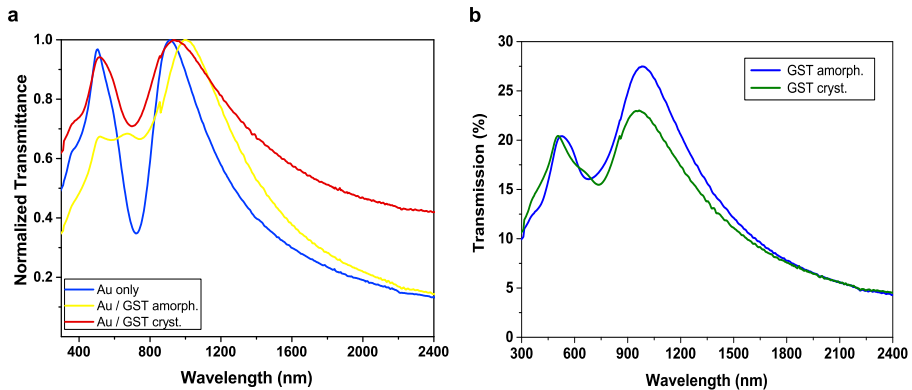 a
Normalized Transmittance
1.0
0.8
0.6
0.4
0.2
Au only
Au / GST amorph.
Au / GST cryst.
400 800 1200 1600 2000 2400
Wavelength (nm)
b
Transmission (%)
30
25
20
15
10
5
0
GST amorph.
GST cryst.
300 600 900 1200 1500 1800 2100 2400
Wavelength (nm)